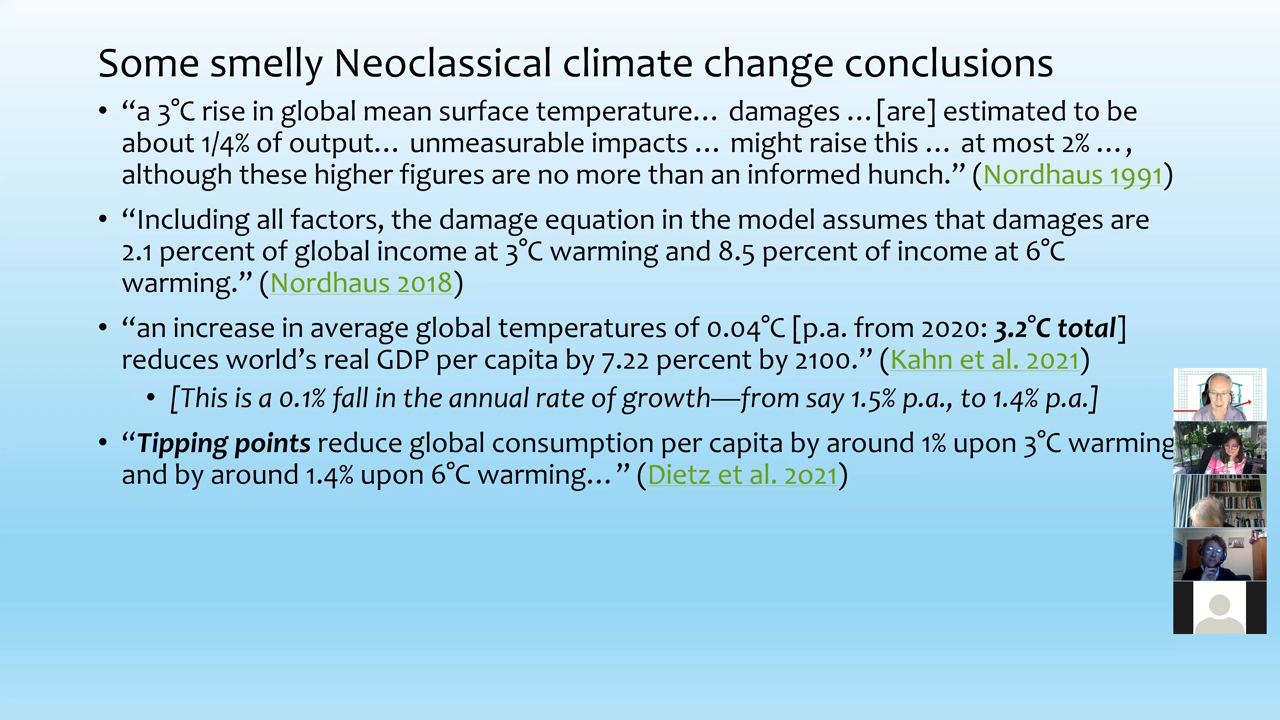 Some smelly Neoclassical climate change conclusions
• “a 3°C rise in global mean surface temperature… damages …[are] estimated to be
about 1/4% of output… unmeasurable impacts … might raise this … at most 2% …,
although these higher figures are no more than an informed hunch.” (Nordhaus 1991)
• “Including all factors, the damage equation in the model assumes that damages are
2.1 percent of global income at 3°C warming and 8.5 percent of income at 6°C
warming.” (Nordhaus 2018)
• “an increase in average global temperatures of 0.04°C [p.a. from 2020: 3.2°C total]
reduces world’s real GDP per capita by 7.22 percent by 2100.” (Kahn et al. 2021)
• [This is a 0.1% fall in the annual rate of growth—from say 1.5% p.a., to 1.4% p.a.]
• “Tipping points reduce global consumption per capita by around 1% upon 3°C warming
and by around 1.4% upon 6°C warming…” (Dietz et al. 2021)